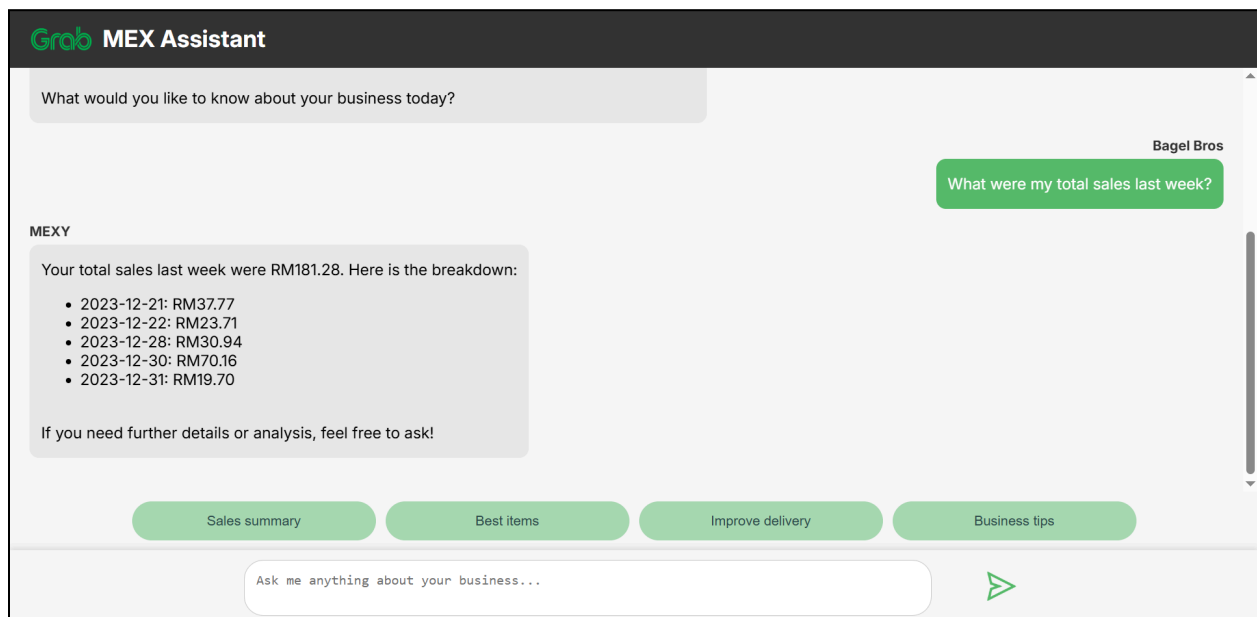 Grab MEX Assistant
What would you like to know about your business today?
Bagel Bros
What were my total sales last week?
MEXY
Your total sales last week were RM181.28. Here is the breakdown:
• 2023-12-21: RM37.77
• 2023-12-22: RM23.71
• 2023-12-28: RM30.94
• 2023-12-30: RM70.16
• 2023-12-31: RM19.70
If you need further details or analysis, feel free to ask!
Sales summary Best items Improve delivery Business tips
Ask me anything about your business...